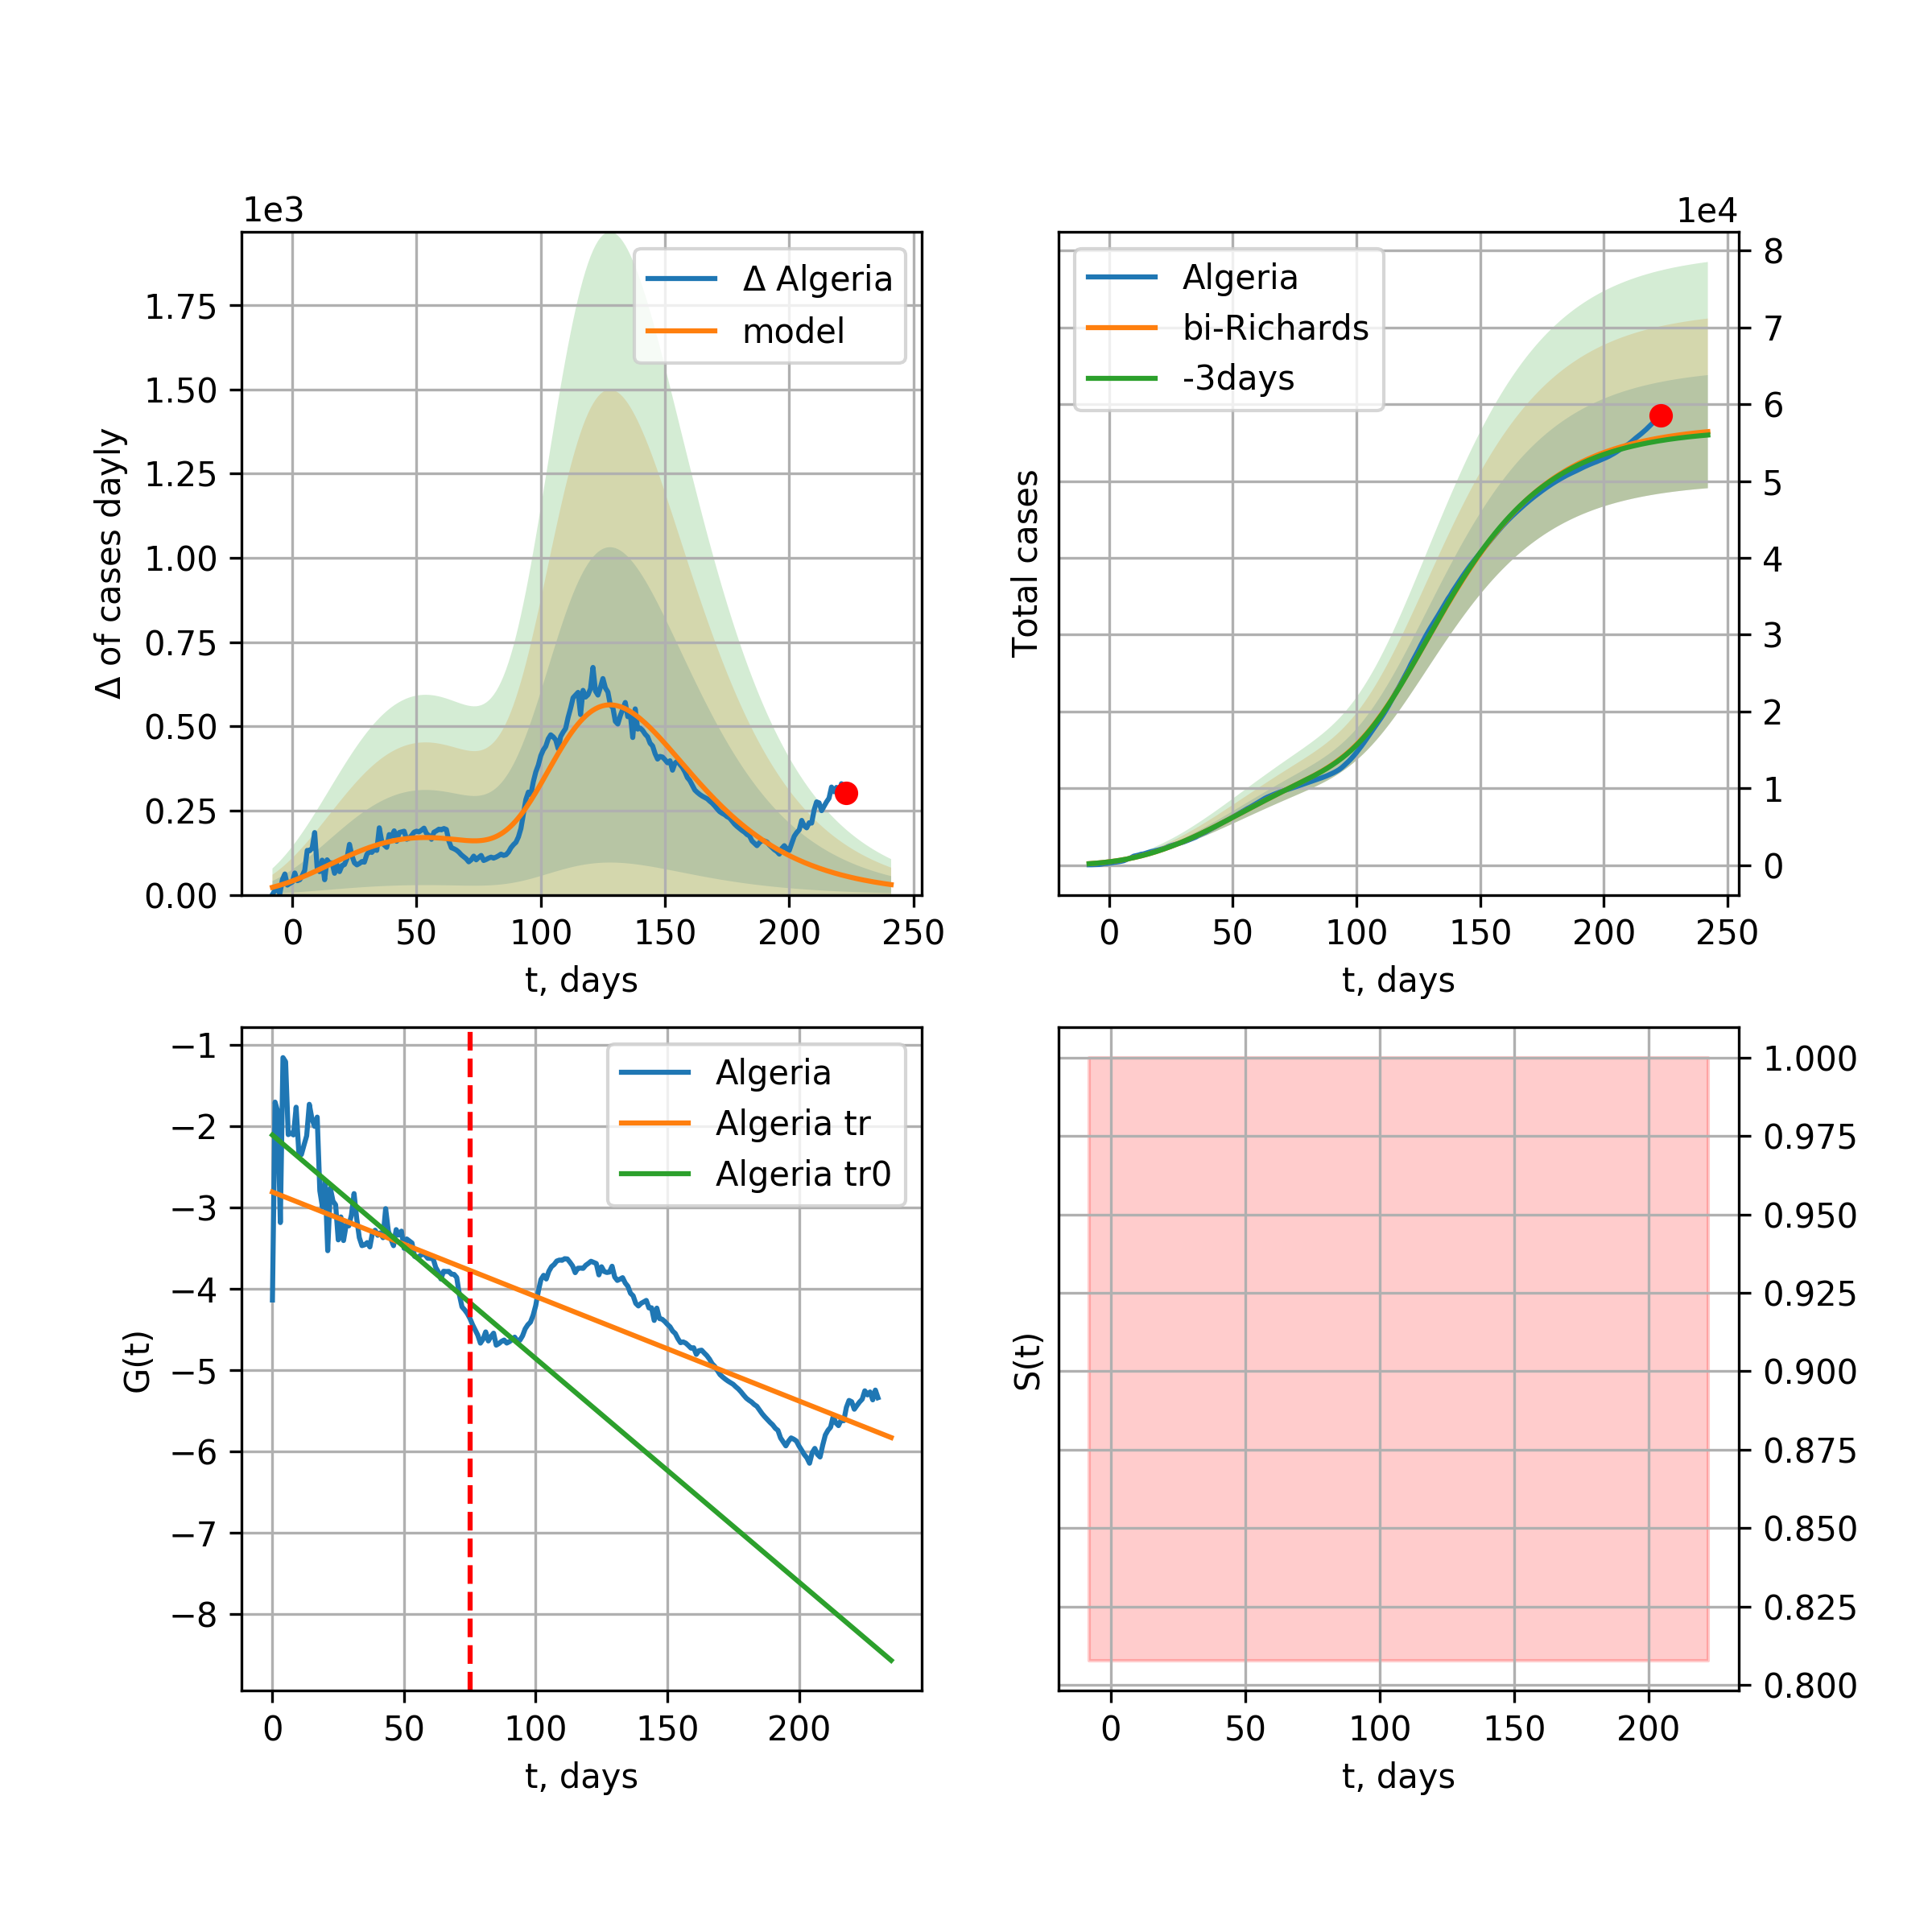 1e3
Δ of cases dayly
1.75
1.50
1.25
1.00
0.75
0.50
0.25
0.00
0 50 100 150 200 250
t, days
Δ Algeria
model
1e4
Total cases
8
7
6
5
4
3
2
1
0
0 50 100 150 200 250
t, days
Algeria
bi-Richards
-3days
G(t)
−1
−2
−3
−4
−5
−6
−7
−8
0 50 100 150 200
t, days
Algeria
Algeria tr
Algeria tr0
S(t)
1.000
0.975
0.950
0.925
0.900
0.875
0.850
0.825
0.800
0 50 100 150 200
t, days